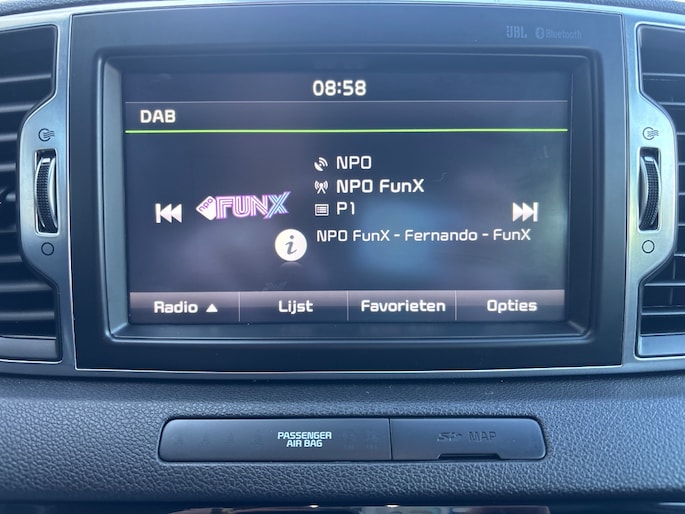 JBL Bluetooth
08:58
DAB
NPO
NPO FunX
npo FUNX
P1
i NPO FunX - Fernando - FunX
Radio ▲ Lijst Favorieten Opties
PASSENGER
AIR BAG
MAP